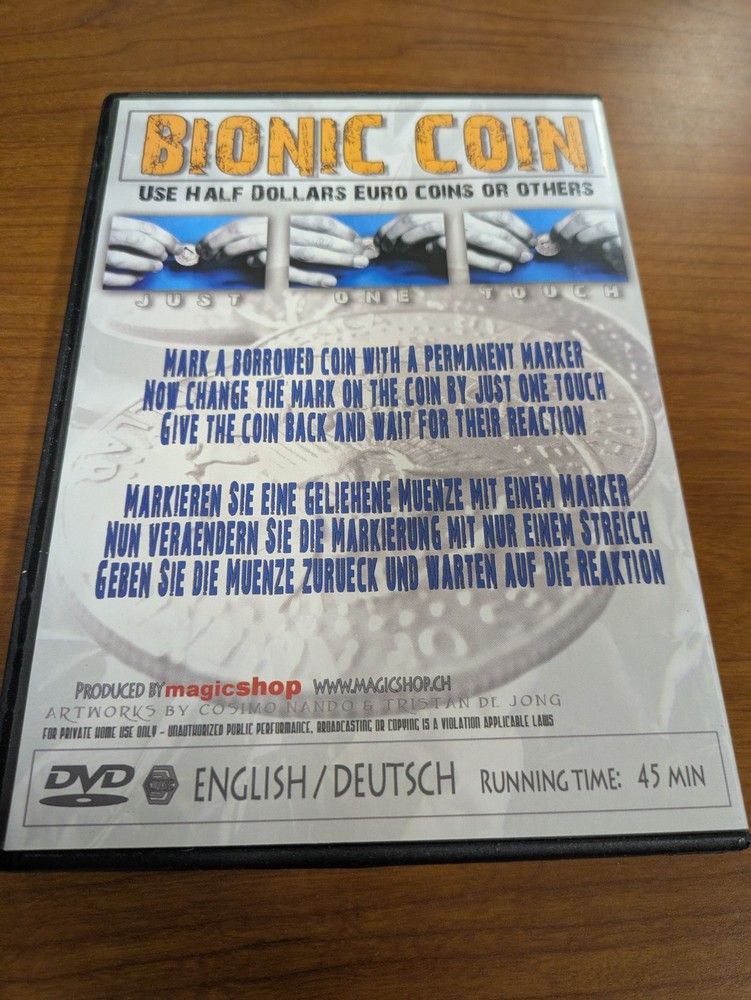 BIONIC COIN
USE HALF DOLLARS EURO COINS OR OTHERS
JUST ONE TOUCH
MARK A BORROWED COIN WITH A PERMANENT MARKER
NOW CHANGE THE MARK ON THE COIN BY JUST ONE TOUCH
GIVE THE COIN BACK AND WAIT FOR THEIR REACTION
MARKIEREN SIE EINE GELIEHENE MUENZE MIT EINEM MARKER
NUN VERAENDERN SIE DIE MARKIERUNG MIT NUR EINEM STREICH
GEBEN SIE DIE MUENZE ZURUECK UND WARTEN AUF DIE REAKTION
PRODUCED BY magicshop WWW.MAGICSHOP.CH
ARTWORKS BY COSIMO NANDO & TRISTAN DE JONG
FOR PRIVATE HOME USE ONLY - UNAUTHORIZED PUBLIC PERFORMANCE, BROADCASTING OR COPYING IS A VIOLATION APPLICABLE LAWS
DVD ENGLISH / DEUTSCH RUNNING TIME: 45 MIN